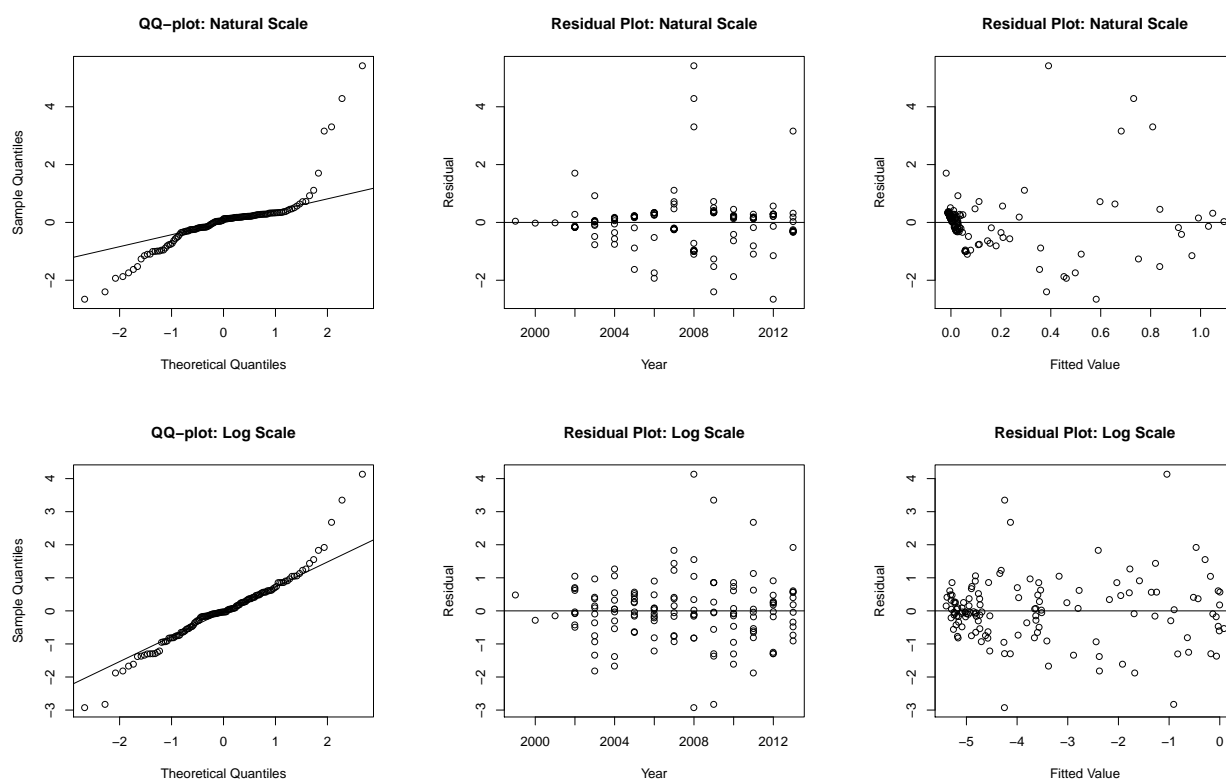 QQ−plot: Natural Scale
Sample Quantiles
−2 0 2 4
−2 −1 0 1 2
Theoretical Quantiles
Residual Plot: Natural Scale
Residual
−2 0 2 4
2000 2004 2008 2012
Year
Residual Plot: Natural Scale
Residual
−2 0 2 4
0.0 0.2 0.4 0.6 0.8 1.0
Fitted Value
QQ−plot: Log Scale
Sample Quantiles
−3 −2 −1 0 1 2 3 4
−2 −1 0 1 2
Theoretical Quantiles
Residual Plot: Log Scale
Residual
−3 −2 −1 0 1 2 3 4
2000 2004 2008 2012
Year
Residual Plot: Log Scale
Residual
−3 −2 −1 0 1 2 3 4
−5 −4 −3 −2 −1 0
Fitted Value